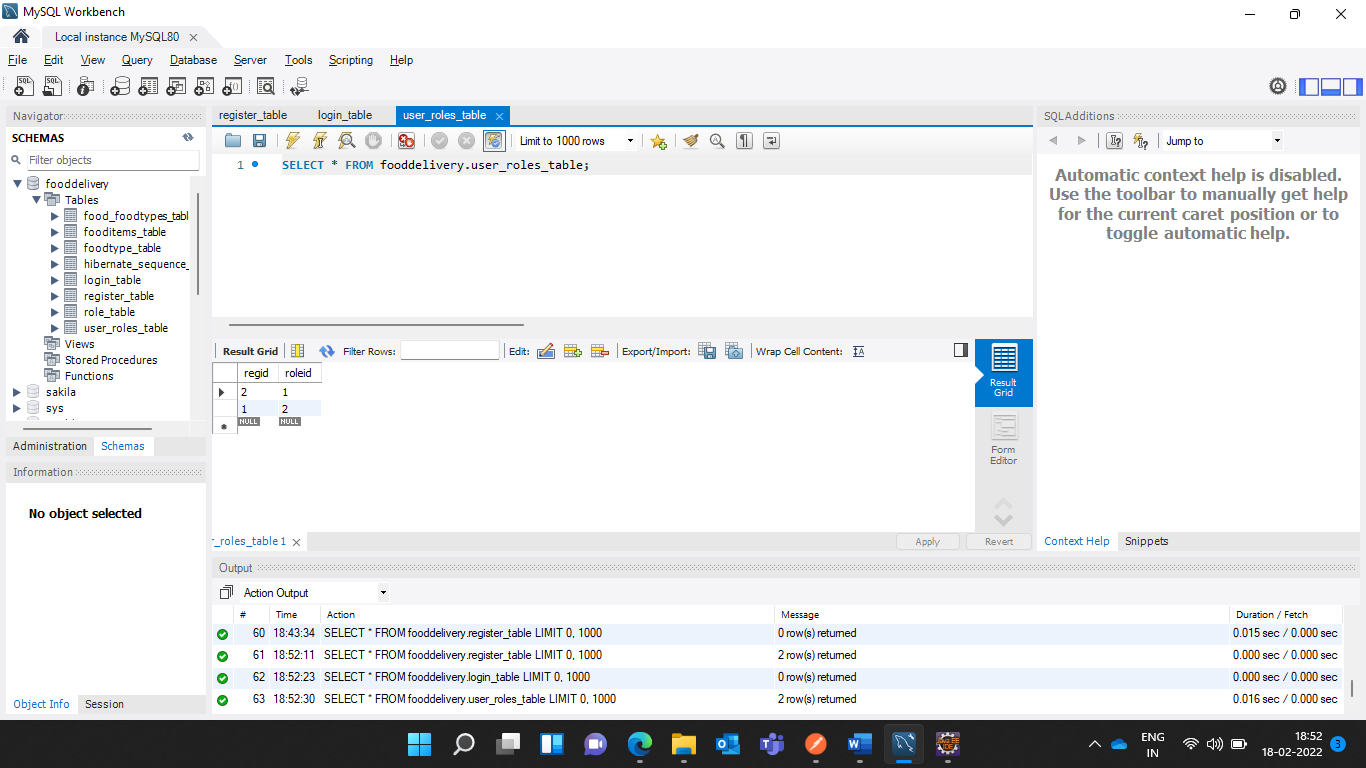 MySQL Workbench
Local instance MySQL80
File Edit View Query Database Server Tools Scripting Help
Navigator
SCHEMAS
Filter objects
fooddelivery
Tables
food_foodtypes_tabl
fooditems_table
foodtype_table
hibernate_sequence_
login_table
register_table
role_table
user_roles_table
Views
Stored Procedures
Functions
sakila
sys
Administration Schemas
Information
No object selected
Object Info Session
register_table login_table user_roles_table
Limit to 1000 rows
1 SELECT * FROM fooddelivery.user_roles_table;
Result Grid Filter Rows: Edit: Export/Import: Wrap Cell Content:
regid roleid
2 1
1 2
NULL NULL
Result
Grid
Form
Editor
r_roles_table 1 Apply Revert
SQLAdditions
Jump to
Automatic context help is disabled.
Use the toolbar to manually get help
for the current caret position or to
toggle automatic help.
Context Help Snippets
Output
Action Output
# Time Action Message Duration / Fetch
60 18:43:34 SELECT * FROM fooddelivery.register_table LIMIT 0, 1000 0 row(s) returned 0.015 sec / 0.000 sec
61 18:52:11 SELECT * FROM fooddelivery.register_table LIMIT 0, 1000 2 row(s) returned 0.000 sec / 0.000 sec
62 18:52:23 SELECT * FROM fooddelivery.login_table LIMIT 0, 1000 0 row(s) returned 0.000 sec / 0.000 sec
63 18:52:30 SELECT * FROM fooddelivery.user_roles_table LIMIT 0, 1000 2 row(s) returned 0.016 sec / 0.000 sec
ENG
IN
18:52
18-02-2022
3